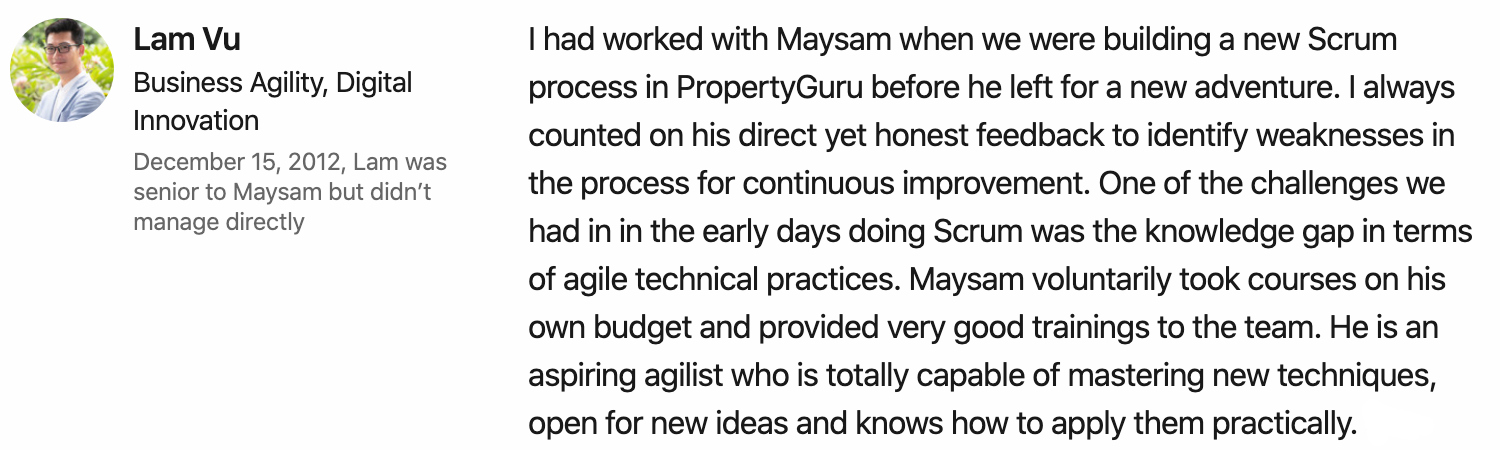 Lam Vu
Business Agility, Digital
Innovation
December 15, 2012, Lam was
senior to Maysam but didn’t
manage directly
I had worked with Maysam when we were building a new Scrum
process in PropertyGuru before he left for a new adventure. I always
counted on his direct yet honest feedback to identify weaknesses in
the process for continuous improvement. One of the challenges we
had in in the early days doing Scrum was the knowledge gap in terms
of agile technical practices. Maysam voluntarily took courses on his
own budget and provided very good trainings to the team. He is an
aspiring agilist who is totally capable of mastering new techniques,
open for new ideas and knows how to apply them practically.